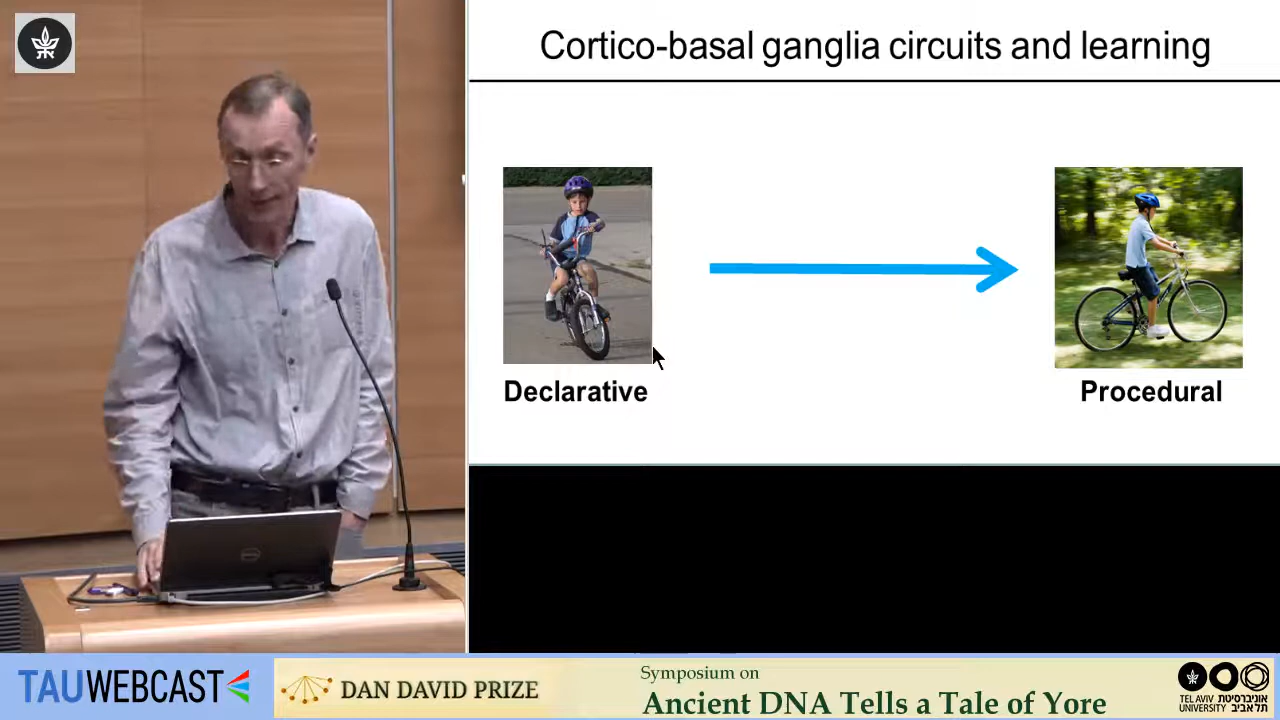 Cortico-basal ganglia circuits and learning
Declarative
Procedural
TAUWEBCAST
DAN DAVID PRIZE
Symposium on
Ancient DNA Tells a Tale of Yore
TEL AVIV
UNIVERSITY
אוניברסיטת
תל אביב